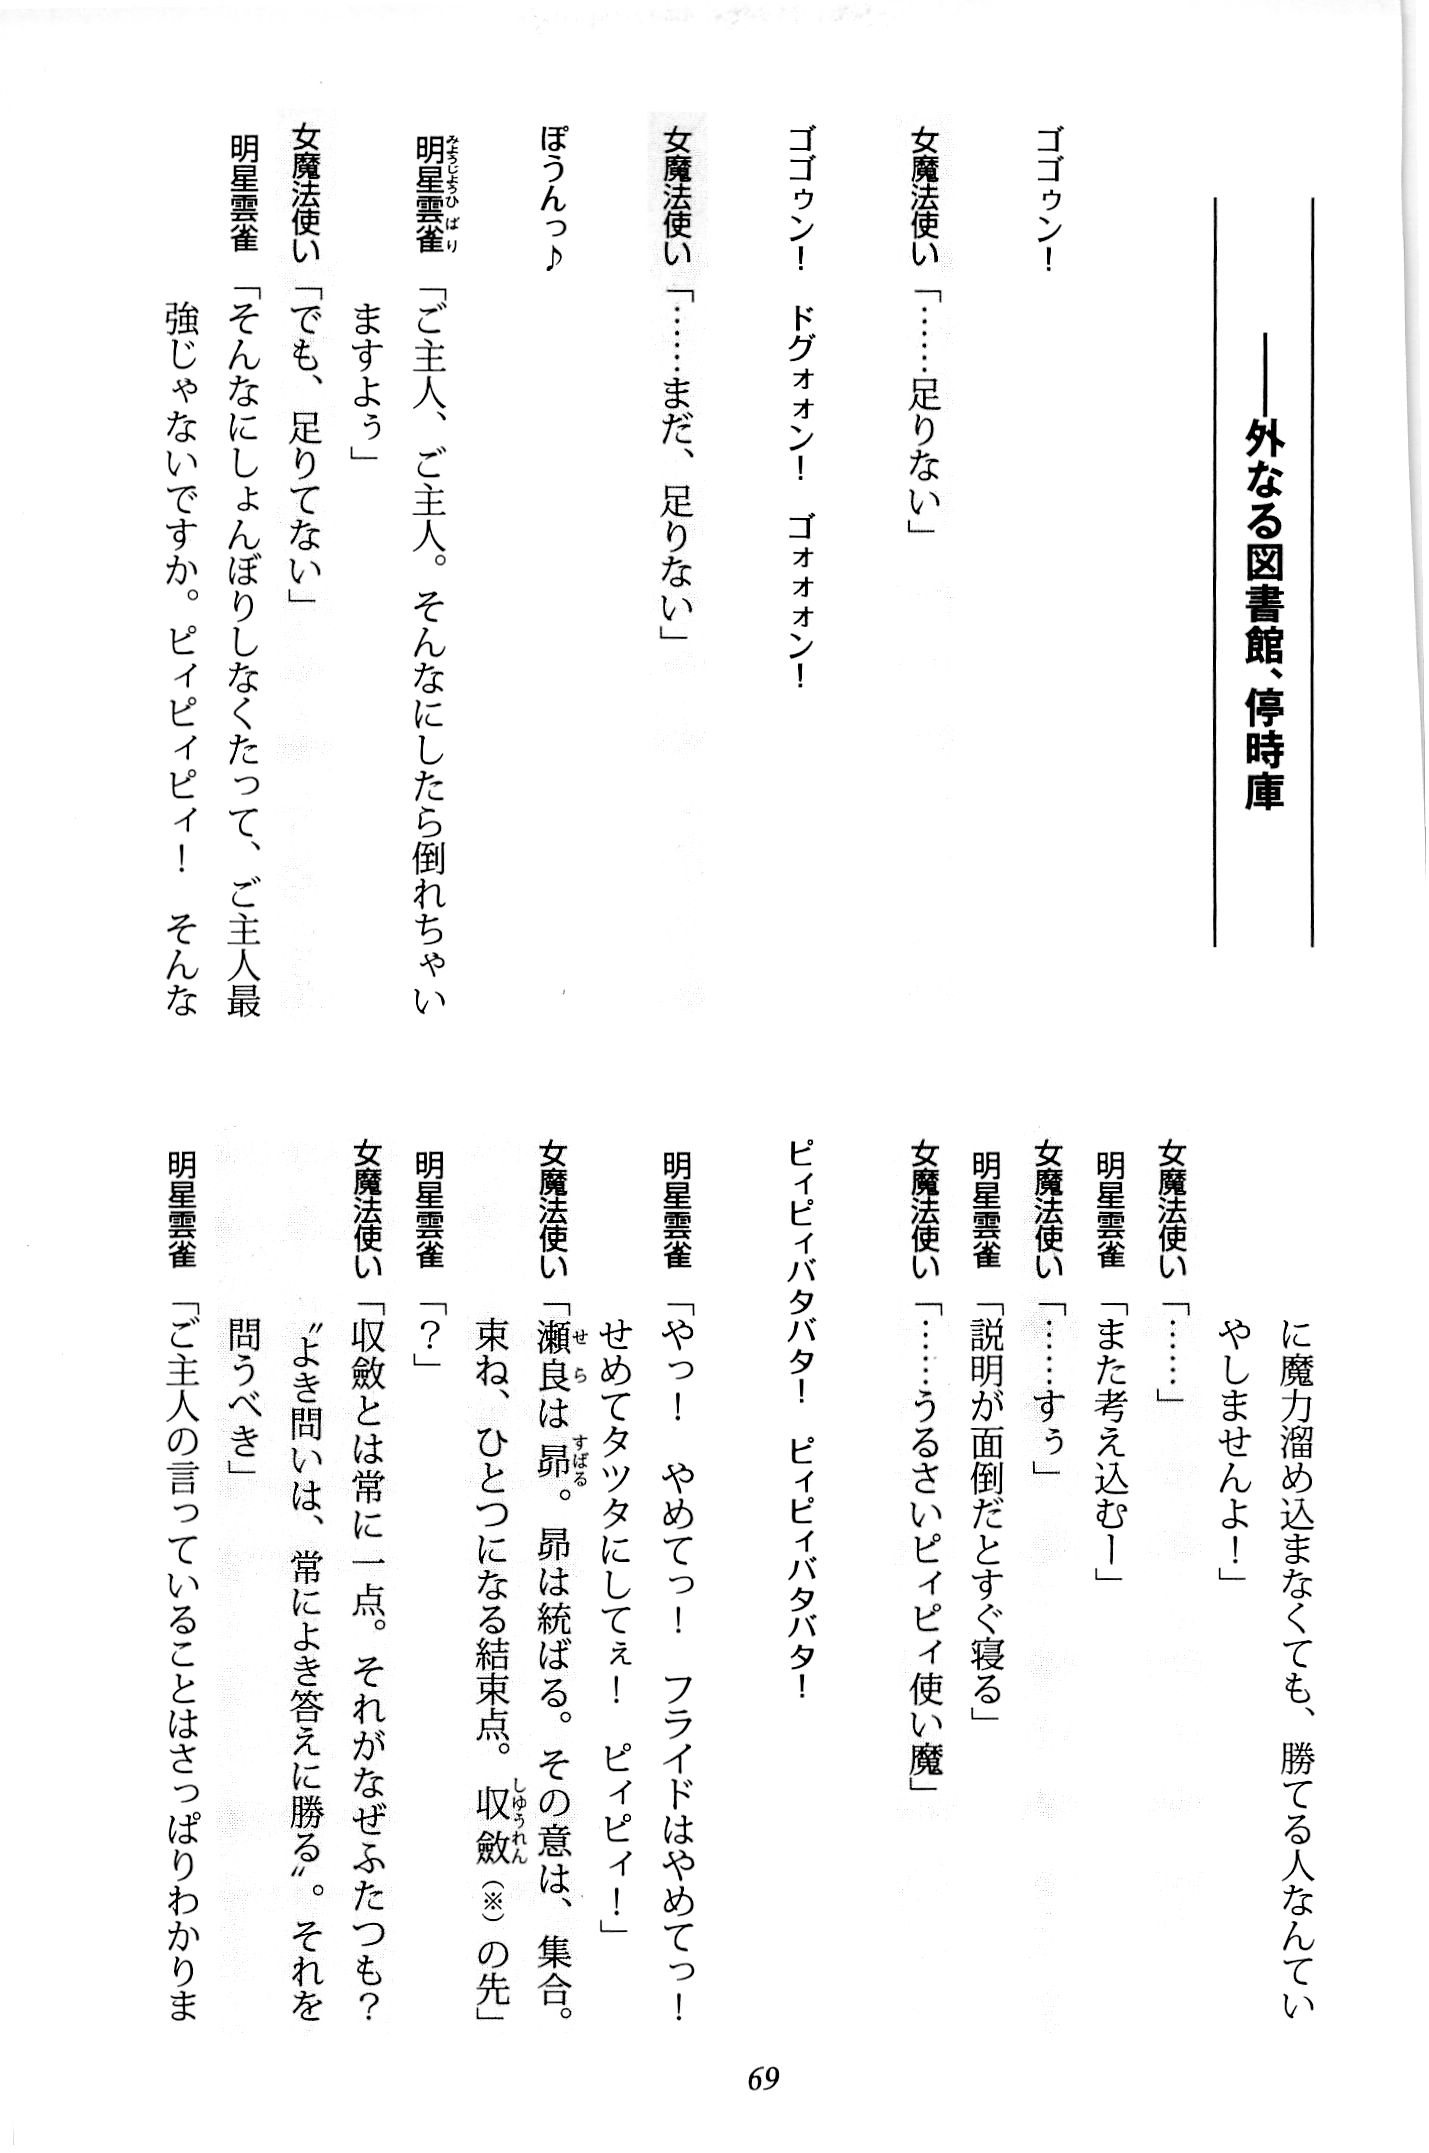 ――外なる図書館、停時庫
ゴゴゥン！
女魔法使い「……足りない」
ゴゴゥン！　ドグォォン！　ゴォォォン！
女魔法使い「……まだ、足りない」
ぽうんっ♪
明星雲雀「ご主人、ご主人。そんなにしたら倒れちゃい
ますよぅ」
女魔法使い「でも、足りてない」
明星雲雀「そんなにしょんぼりしなくたって、ご主人最
強じゃないですか。ピィピィピィ！　そんな
に魔力溜め込まなくても、勝てる人なんてい
やしませんよ！」
女魔法使い「……」
明星雲雀「また考え込むー」
女魔法使い「……すぅ」
明星雲雀「説明が面倒だとすぐ寝る」
女魔法使い「……うるさいピィピィ使い魔」
ピィピィバタバタ！　ピィピィバタバタ！
明星雲雀「やっ！　やめてっ！　フライドはやめてっ！
せめてタツタにしてぇ！　ピィピィ！」
女魔法使い「瀬良は昴。昴は統ばる。その意は、集合。
束ね、ひとつになる結束点。収斂（※）の先」
明星雲雀「？」
女魔法使い「収斂とは常に一点。それがなぜふたつも？
〝よき問いは、常によき答えに勝る〟。それを
問うべき」
明星雲雀「ご主人の言っていることはさっぱりわかりま
69